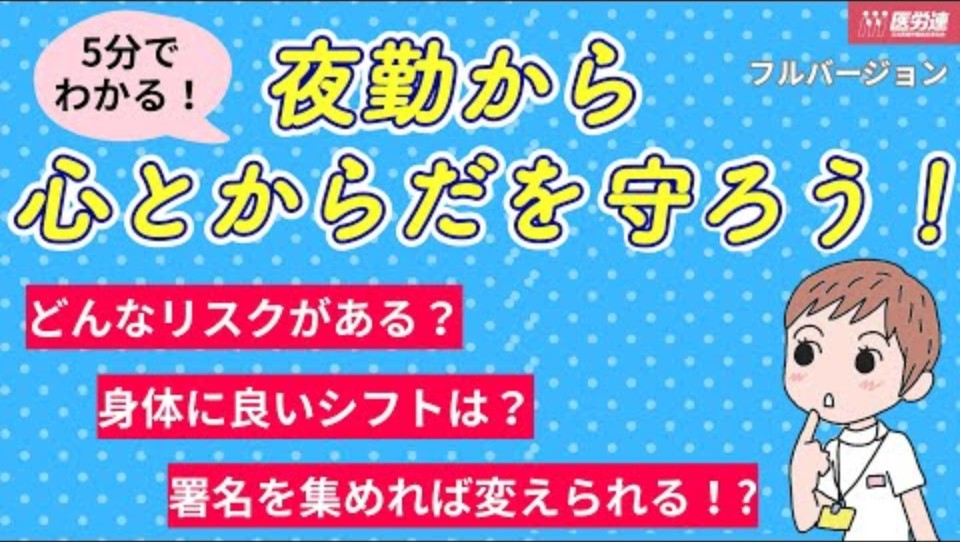 5分で
わかる！
夜勤から
心とからだを守ろう！
医労連
フルバージョン
どんなリスクがある？
身体に良いシフトは？
署名を集めれば変えられる！?